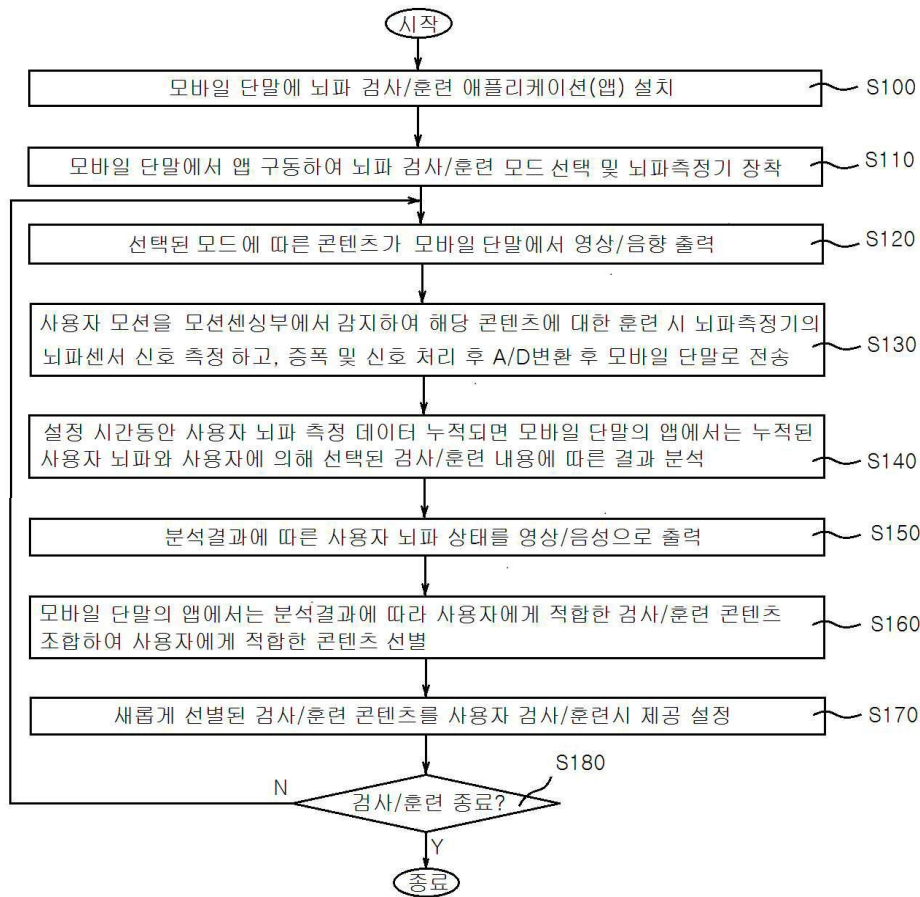 시작
모바일 단말에 뇌파 검사/훈련 애플리케이션(앱) 설치
S100
모바일 단말에서 앱 구동하여 뇌파 검사/훈련 모드 선택 및 뇌파측정기 장착
S110
선택된 모드에 따른 콘텐츠가 모바일 단말에서 영상/음향 출력
S120
사용자 모션을 모션센싱부에서 감지하여 해당 콘텐츠에 대한 훈련 시 뇌파측정기의
뇌파센서 신호 측정 하고, 증폭 및 신호 처리 후 A/D변환 후 모바일 단말로 전송
S130
설정 시간동안 사용자 뇌파 측정 데이터 누적되면 모바일 단말의 앱에서는 누적된
사용자 뇌파와 사용자에 의해 선택된 검사/훈련 내용에 따른 결과 분석
S140
분석결과에 따른 사용자 뇌파 상태를 영상/음성으로 출력
S150
모바일 단말의 앱에서는 분석결과에 따라 사용자에게 적합한 검사/훈련 콘텐츠
조합하여 사용자에게 적합한 콘텐츠 선별
S160
새롭게 선별된 검사/훈련 콘텐츠를 사용자 검사/훈련시 제공 설정
S170
S180
N
검사/훈련 종료?
Y
종료